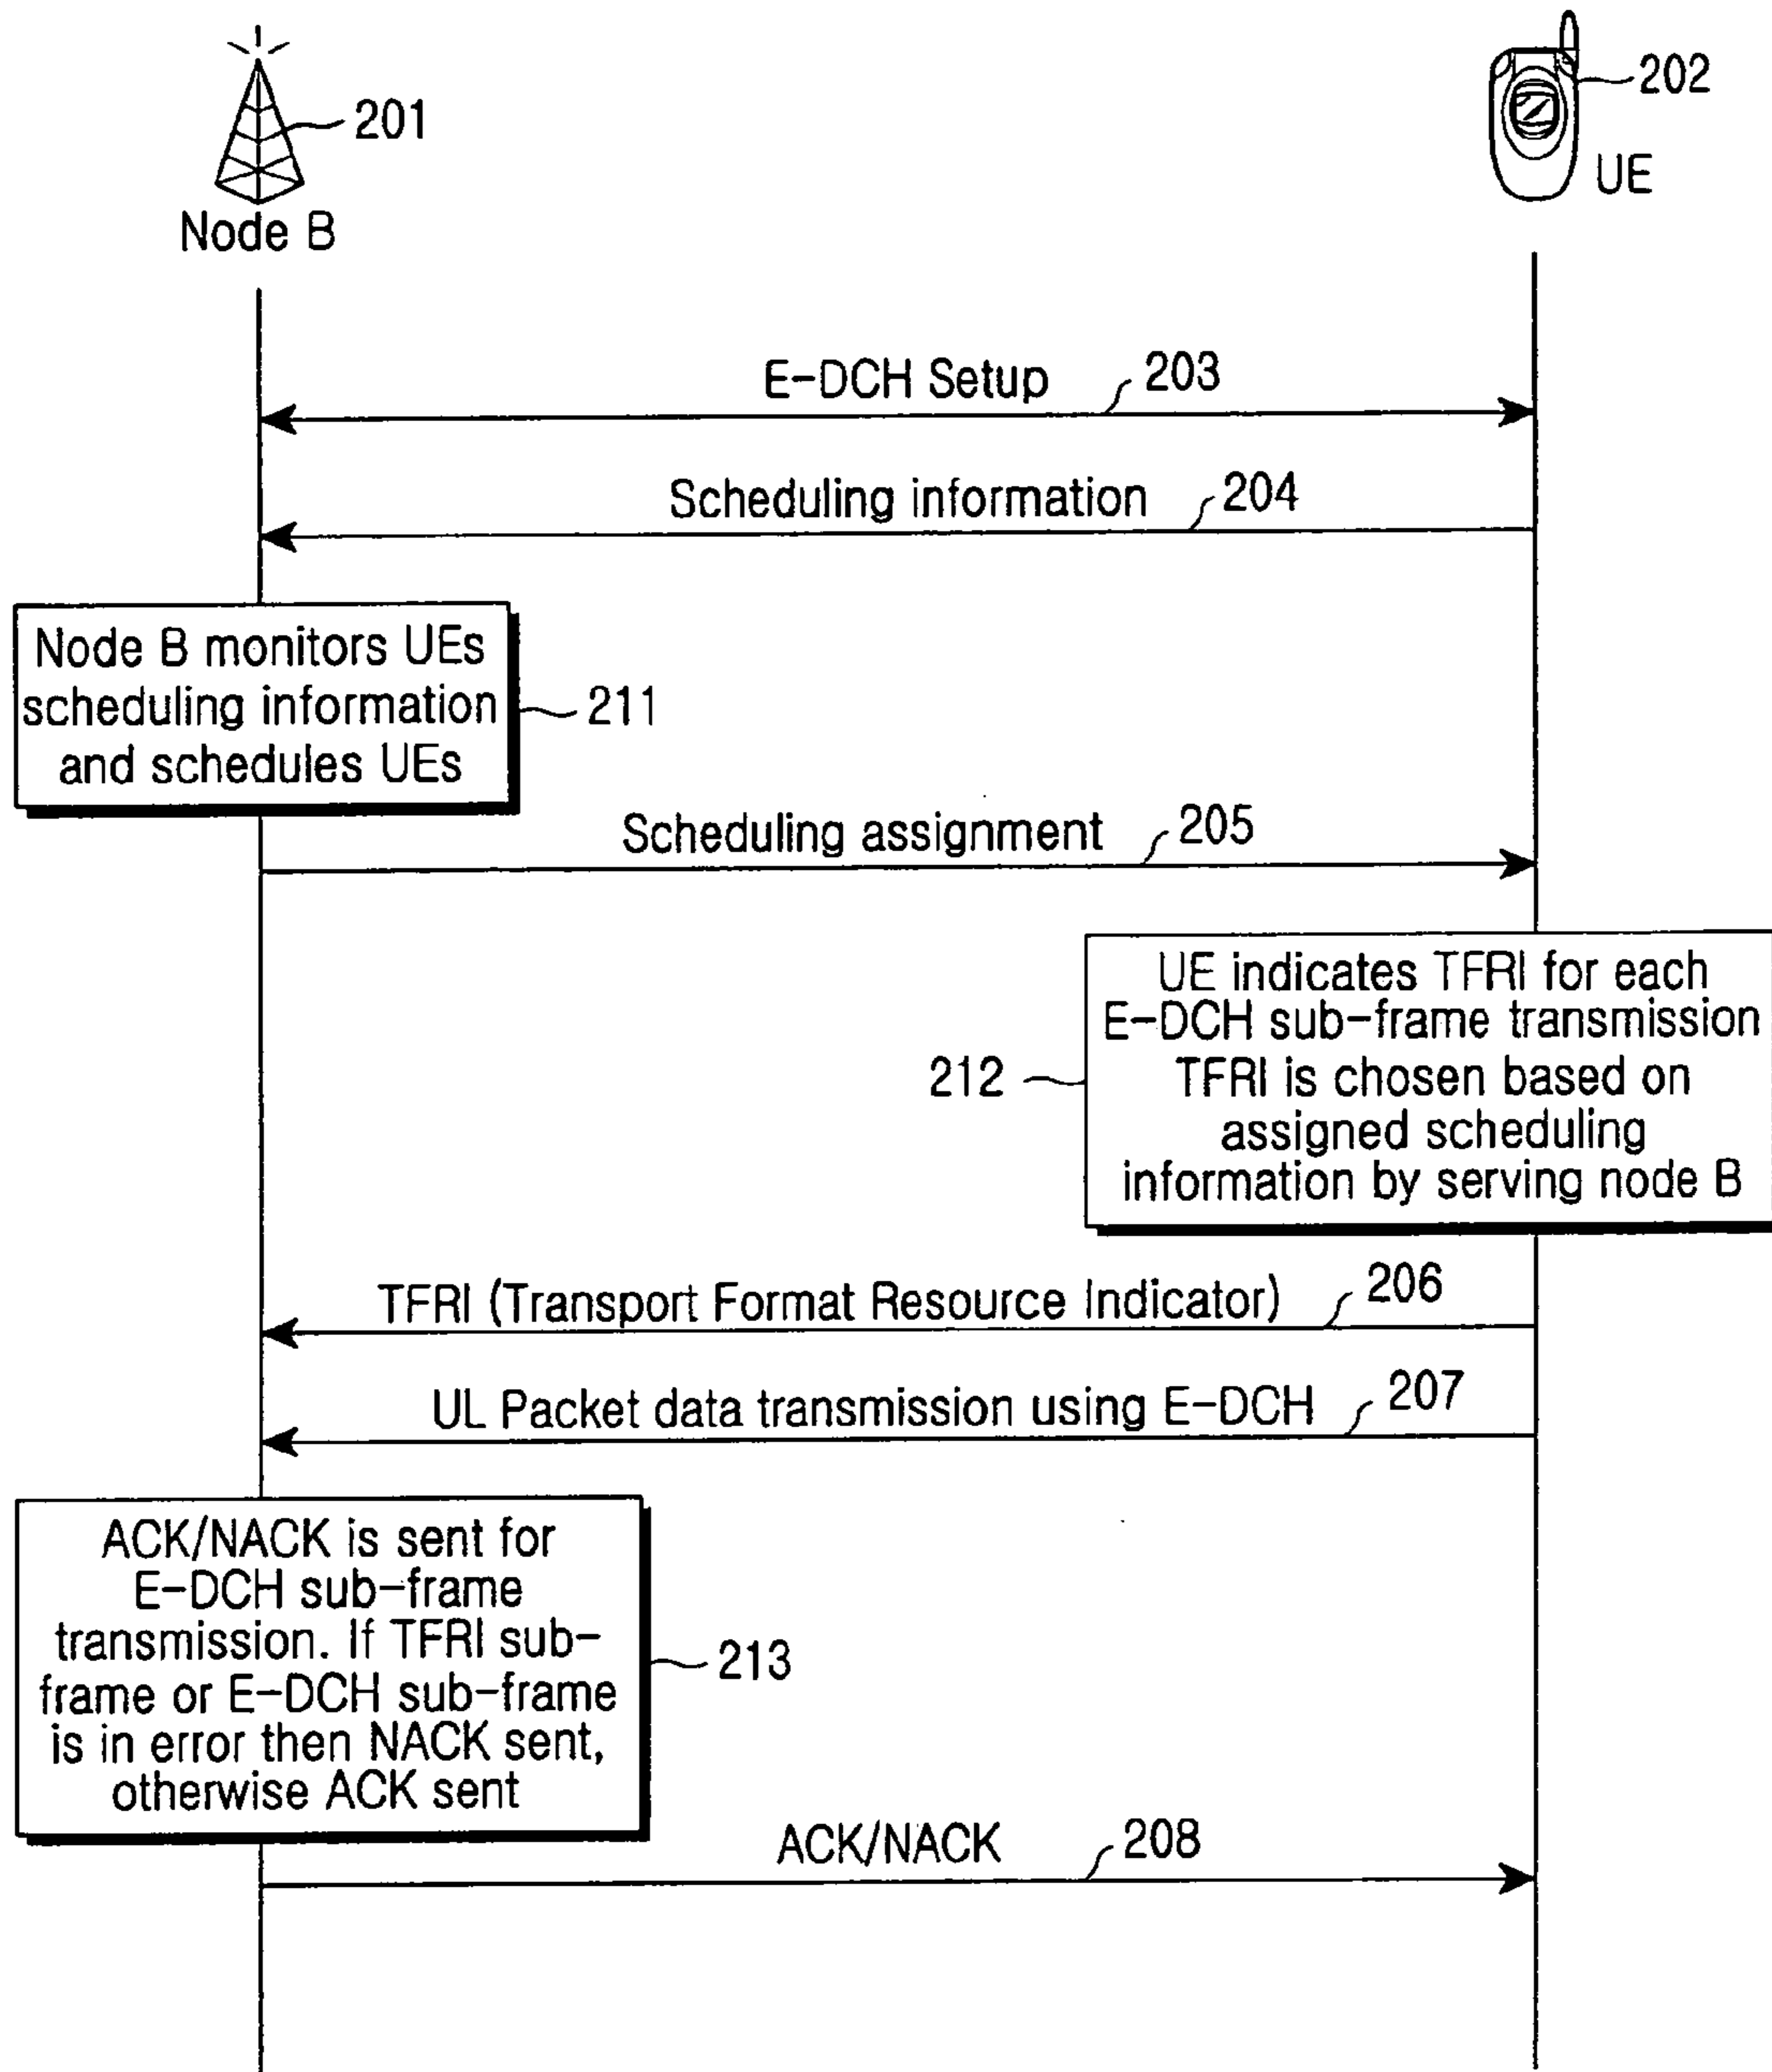 201
Node B
202
UE
E-DCH Setup 203
Scheduling information 204
Node B monitors UEs
scheduling information
and schedules UEs
211
Scheduling assignment 205
UE indicates TFRI for each
E-DCH sub-frame transmission
TFRI is chosen based on
assigned scheduling
information by serving node B
212
TFRI (Transport Format Resource Indicator) 206
UL Packet data transmission using E-DCH 207
ACK/NACK is sent for
E-DCH sub-frame
transmission. If TFRI sub-
frame or E-DCH sub-frame
is in error then NACK sent,
otherwise ACK sent
213
ACK/NACK 208